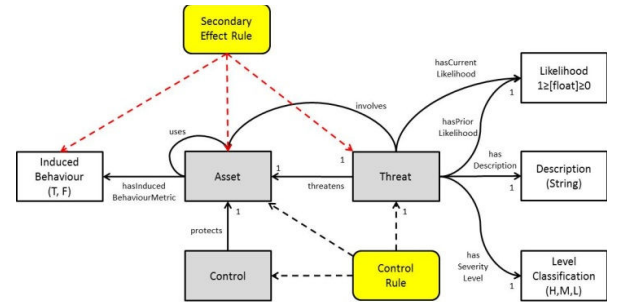 Secondary
Effect Rule
hasCurrent
Likelihood
Likelihood
1≥[float]≥0
1
involves
hasPrior
Likelihood
1
uses
has
Description
Induced
Behaviour
(T, F)
hasInduced
BehaviourMetric
Asset
1
1
threatens
Threat
Description
(String)
1
1
1
protects
has
Severity
Level
Control
Control
Rule
Level
Classification
(H,M,L)
1